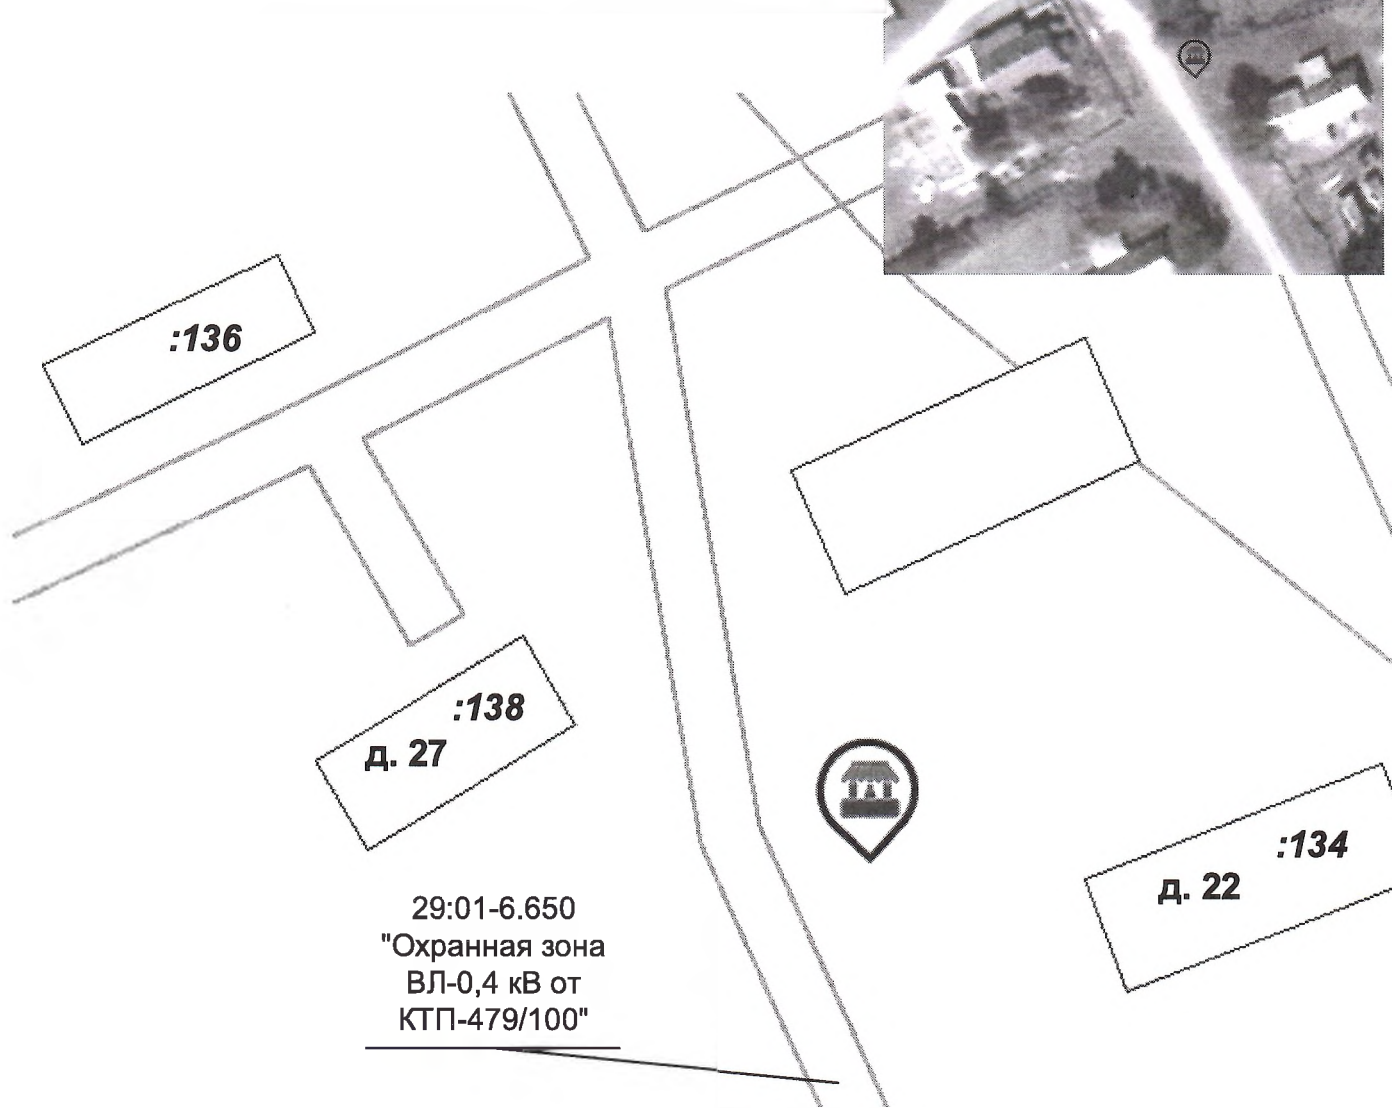 :136
:138
д. 27
:134
д. 22
29:01-6.650
"Охранная зона
ВЛ-0,4 кВ от
КТП-479/100"